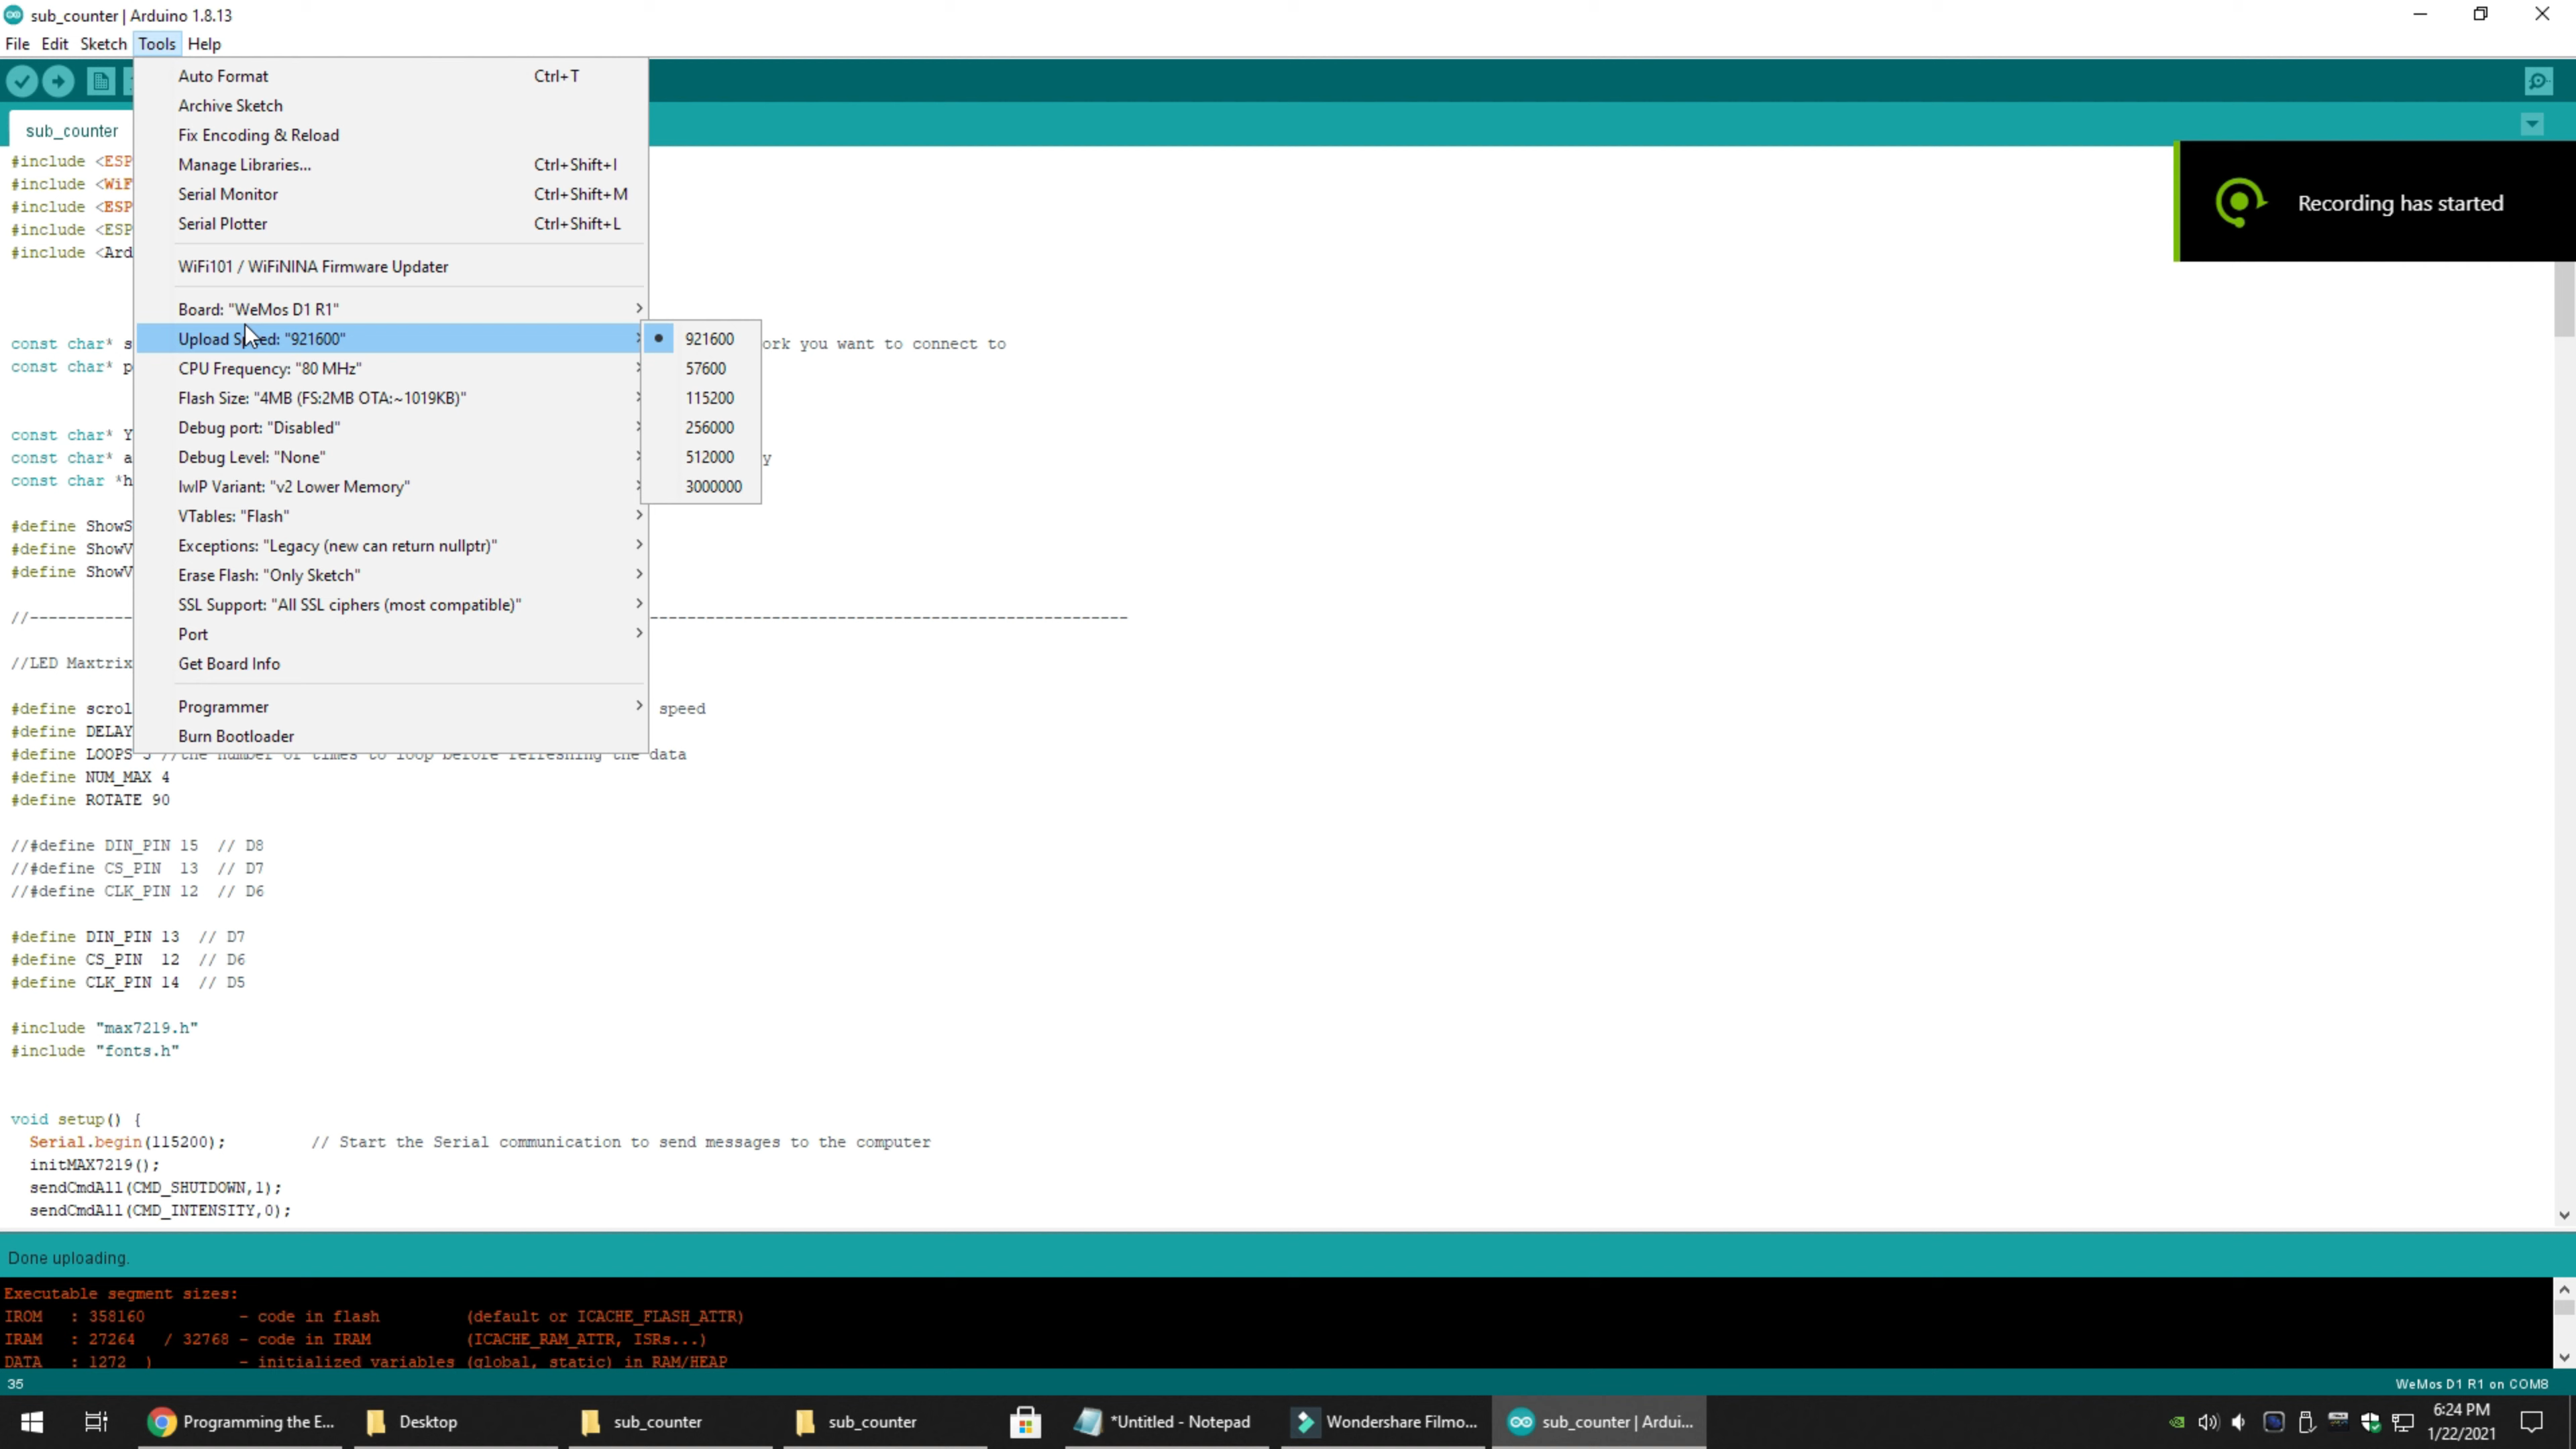 sub_counter | Arduino 1.8.13
File Edit Sketch Tools Help
Auto Format Ctrl+T
Archive Sketch
sub_counter
Fix Encoding & Reload
#include <ESP
Manage Libraries... Ctrl+Shift+I
#include <WiF
Serial Monitor Ctrl+Shift+M
#include <ESP
Recording has started
#include <ESP
Serial Plotter Ctrl+Shift+L
#include <Ard
WiFi101 / WiFiNINA Firmware Updater
Board: "WeMos D1 R1"
Upload Speed: "921600" 921600
const char* s ork you want to connect to
const char* p
CPU Frequency: "80 MHz" 57600
Flash Size: "4MB (FS:2MB OTA:~1019KB)" 115200
Debug port: "Disabled" 256000
const char* Y
Debug Level: "None" 512000
const char* a y
const char *h
lwIP Variant: "v2 Lower Memory" 3000000
VTables: "Flash"
#define ShowS
Exceptions: "Legacy (new can return nullptr)"
#define ShowV
#define ShowV
Erase Flash: "Only Sketch"
SSL Support: "All SSL ciphers (most compatible)"
Port
//LED Maxtrix
Get Board Info
Programmer
#define scrol speed
#define DELAY
Burn Bootloader
#define LOOPS 5 //the number of times to loop before refreshing the data
#define NUM_MAX 4
#define ROTATE 90
//#define DIN_PIN 15 // D8
//#define CS_PIN 13 // D7
//#define CLK_PIN 12 // D6
#define DIN_PIN 13 // D7
#define CS_PIN 12 // D6
#define CLK_PIN 14 // D5
#include "max7219.h"
#include "fonts.h"
void setup() {
Serial.begin(115200); // Start the Serial communication to send messages to the computer
initMAX7219();
sendCmdAll(CMD_SHUTDOWN,1);
sendCmdAll(CMD_INTENSITY,0);
Done uploading.
Executable segment sizes:
IROM : 358160 - code in flash (default or ICACHE_FLASH_ATTR)
IRAM : 27264 / 32768 - code in IRAM (ICACHE_RAM_ATTR, ISRs...)
DATA : 1272 ) - initialized variables (global, static) in RAM/HEAP
35 WeMos D1 R1 on COM8
Programming the E... Desktop sub_counter sub_counter *Untitled - Notepad Wondershare Filmo... sub_counter | Ardui... 6:24 PM
1/22/2021